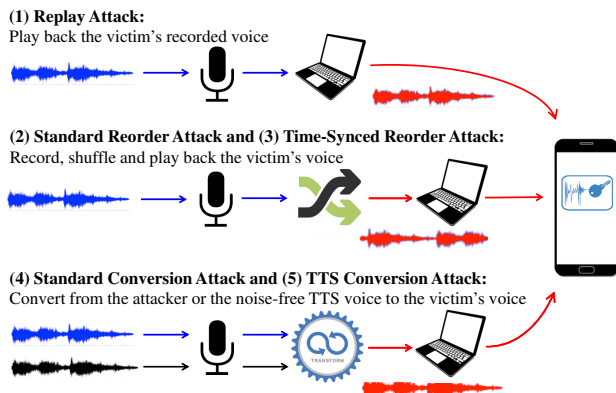 (1) Replay Attack:
Play back the victim's recorded voice
(2) Standard Reorder Attack and (3) Time-Synced Reorder Attack:
Record, shuffle and play back the victim's voice
(4) Standard Conversion Attack and (5) TTS Conversion Attack:
Convert from the attacker or the noise-free TTS voice to the victim's voice
TRANSFORM